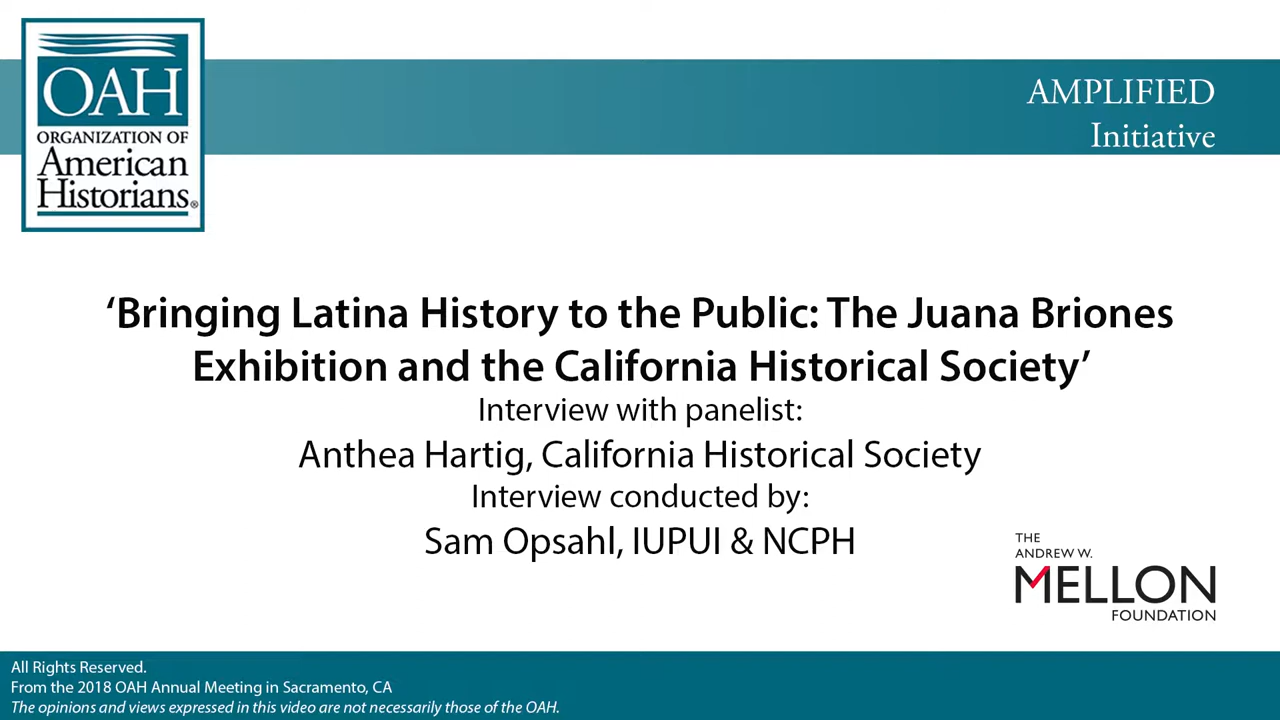 OAH
ORGANIZATION OF
American
Historians®
AMPLIFIED
Initiative
‘Bringing Latina History to the Public: The Juana Briones
Exhibition and the California Historical Society’
Interview with panelist:
Anthea Hartig, California Historical Society
Interview conducted by:
Sam Opsahl, IUPUI & NCPH
THE
ANDREW W.
MELLON
FOUNDATION
All Rights Reserved.
From the 2018 OAH Annual Meeting in Sacramento, CA
The opinions and views expressed in this video are not necessarily those of the OAH.